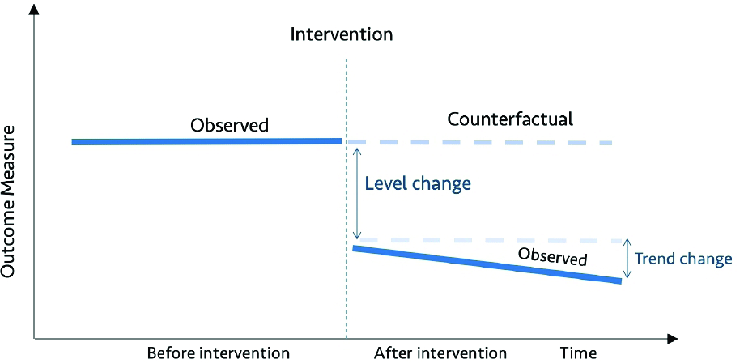 Intervention
Observed
Counterfactual
Level change
Observed
Trend change
Outcome Measure
Before intervention
After intervention
Time